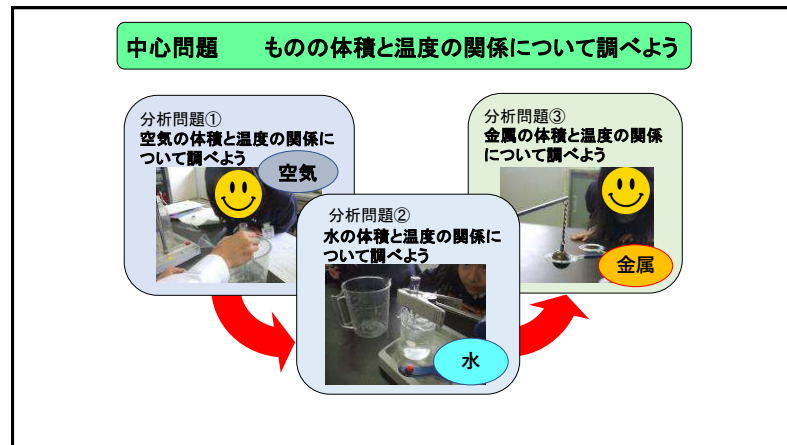 中心問題　　ものの体積と温度の関係について調べよう
分析問題①
空気の体積と温度の関係に
ついて調べよう
空気
分析問題②
水の体積と温度の関係に
ついて調べよう
水
分析問題③
金属の体積と温度の関係
について調べよう
金属